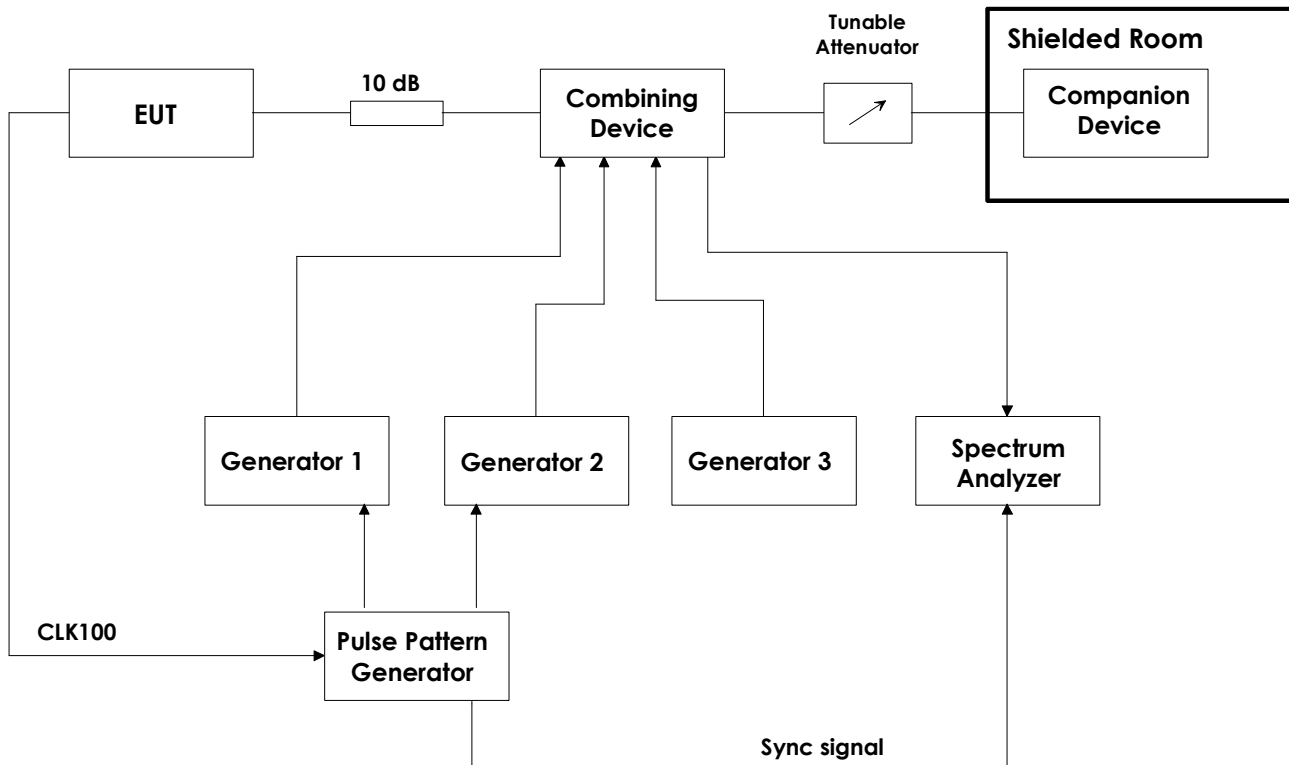 Tunable
Attenuator
Shielded Room
10 dB
EUT
Combining
Device
Companion
Device
Generator 1
Generator 2
Generator 3
Spectrum
Analyzer
CLK100
Pulse Pattern
Generator
Sync signal